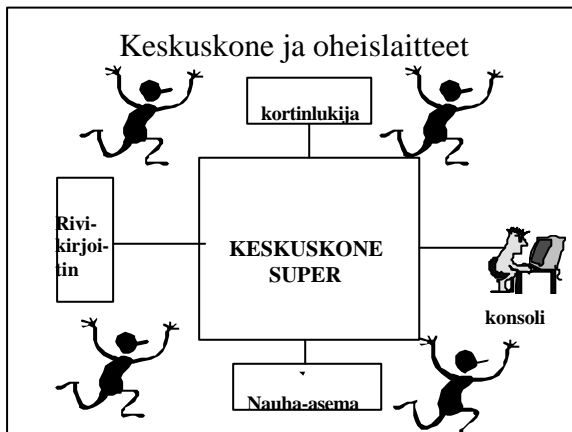 Keskuskone ja oheislaitteet
kortinlukija
Rivi-
kirjoi-
tin
KESKUSKONE
SUPER
konsoli
Nauha-asema